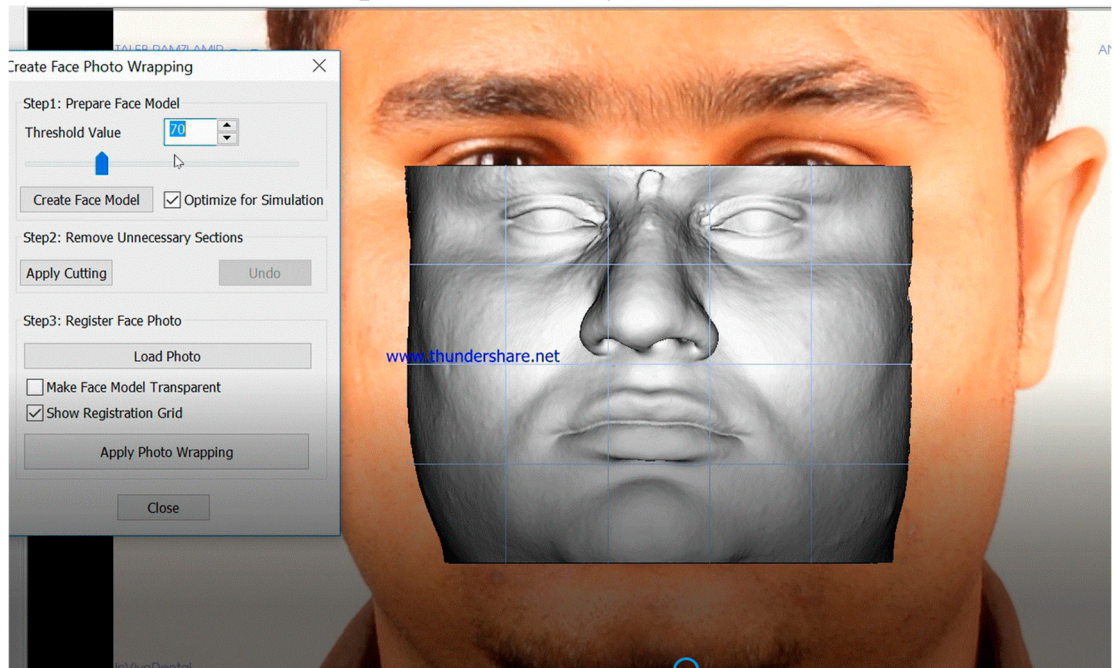 Create Face Photo Wrapping
Step1: Prepare Face Model
Threshold Value 70
Create Face Model Optimize for Simulation
Step2: Remove Unnecessary Sections
Apply Cutting Undo
Step3: Register Face Photo
Load Photo
www.thundershare.net
Make Face Model Transparent
Show Registration Grid
Apply Photo Wrapping
Close
InVivoDental